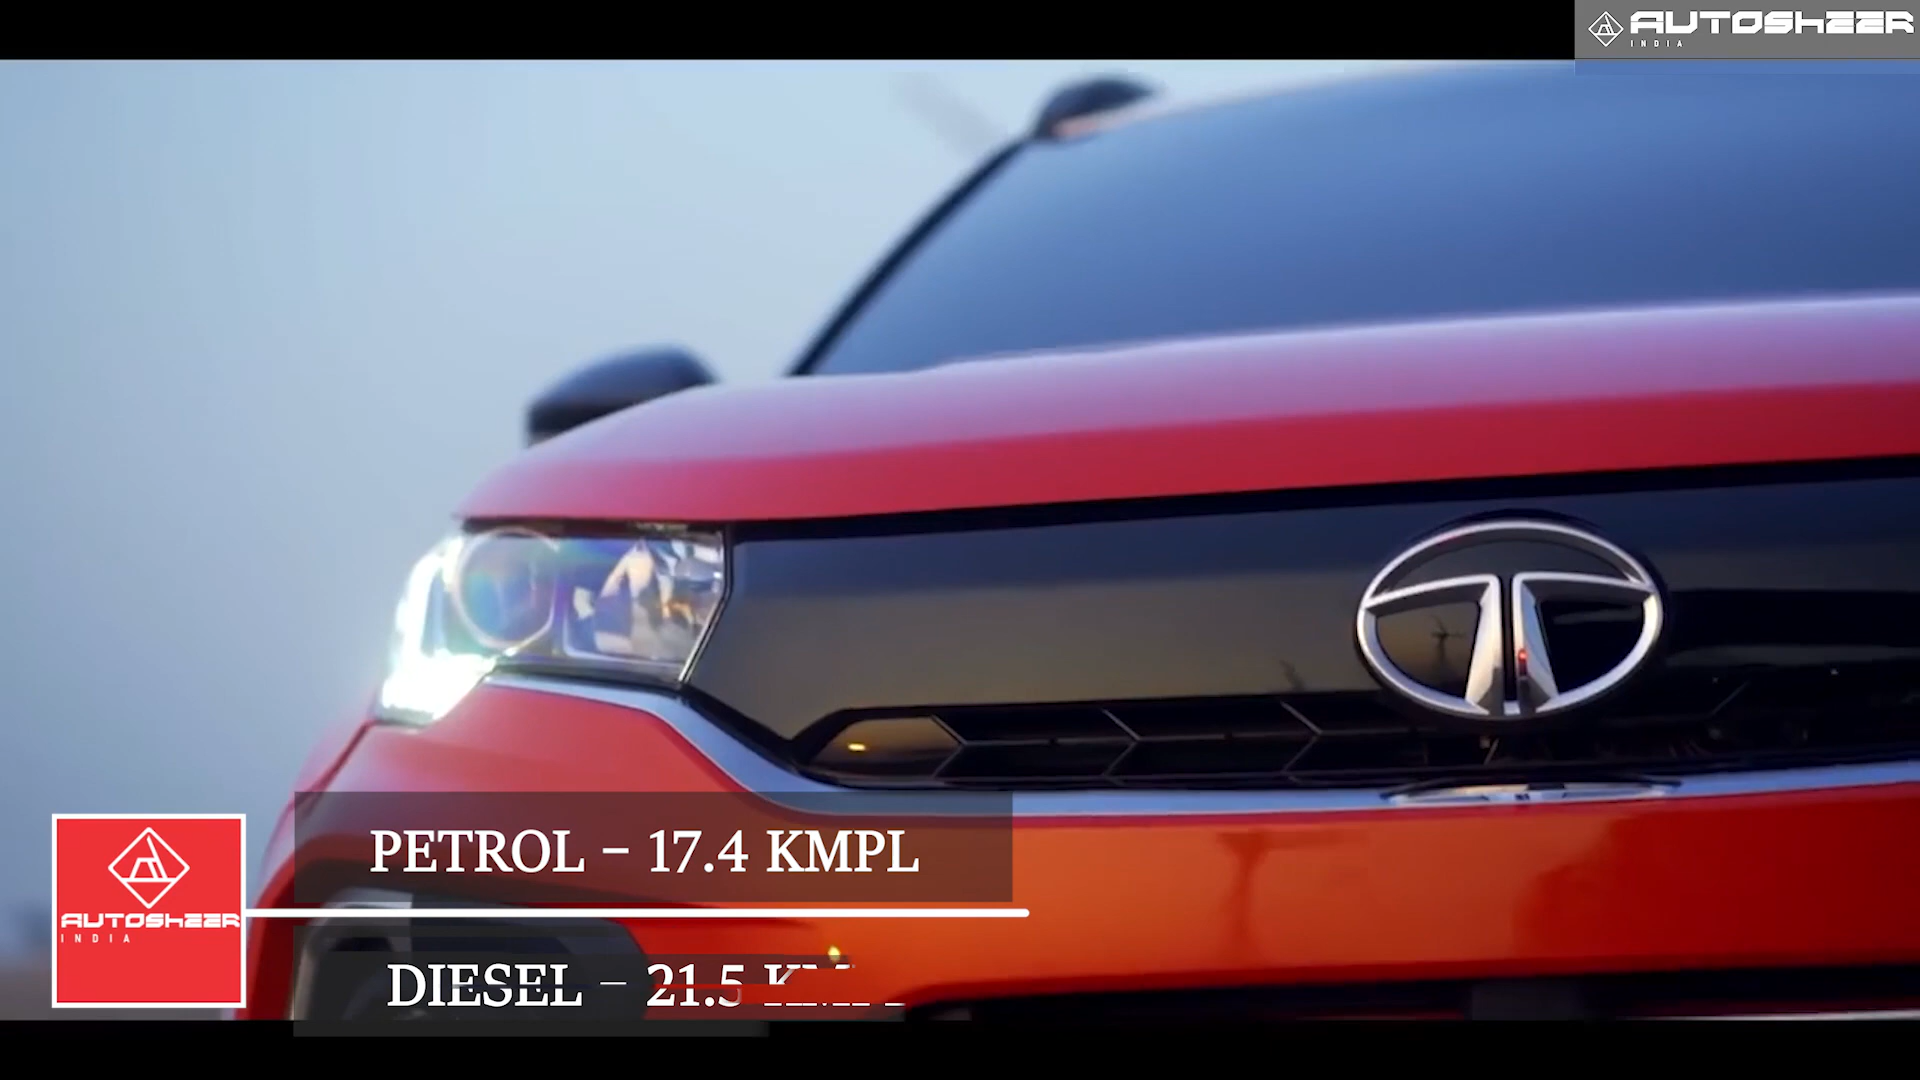 AUTOSHEER
INDIA
PETROL – 17.4 KMPL
AUTOSHEER
INDIA
DIESEL – 21.5